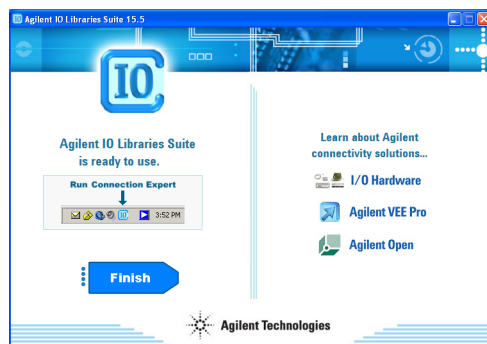 Agilent IO Libraries Suite 15.5
IO
Agilent IO Libraries Suite
is ready to use.
Run Connection Expert
IO
3:52 PM
Finish
Learn about Agilent
connectivity solutions...
I/O Hardware
Agilent VEE Pro
Agilent Open
Agilent Technologies